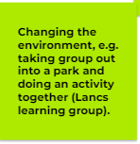 Changing the
environment, e.g.
taking group out
into a park and
doing an activity
together (Lancs
learning group).